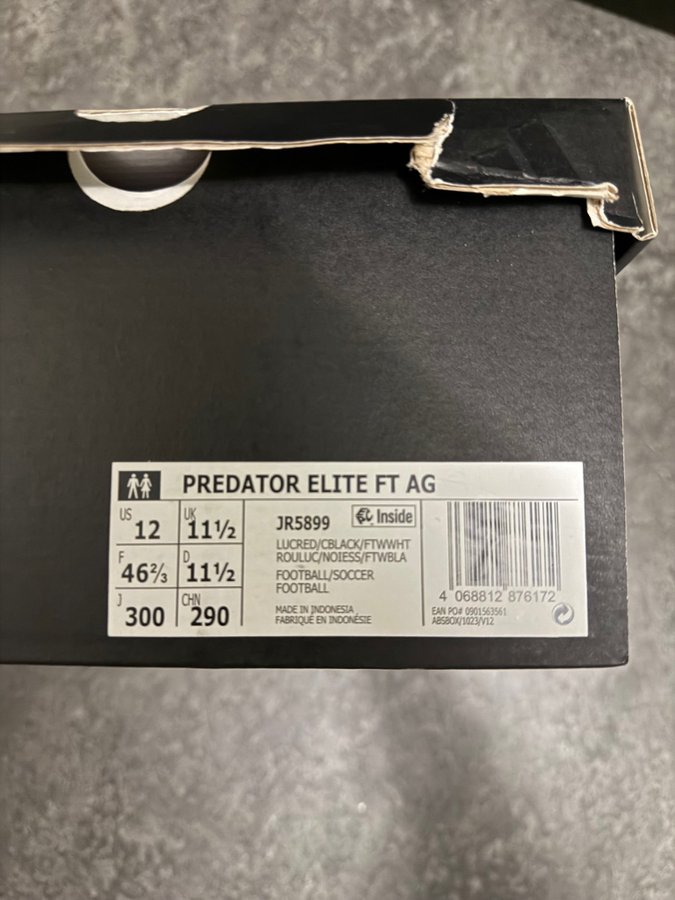 PREDATOR ELITE FT AG
US 12
UK 11½
F 46⅔
D 11½
J 300
CHN 290
JR5899
Inside
LUCRED/CBLACK/FTWWHT
ROULUC/NOIESS/FTWBLA
FOOTBALL/SOCCER
FOOTBALL
MADE IN INDONESIA
FABRIQUÉ EN INDONÉSIE
4 068812 876172
EAN PO# 0901563561
ABSBOX/1023/V12